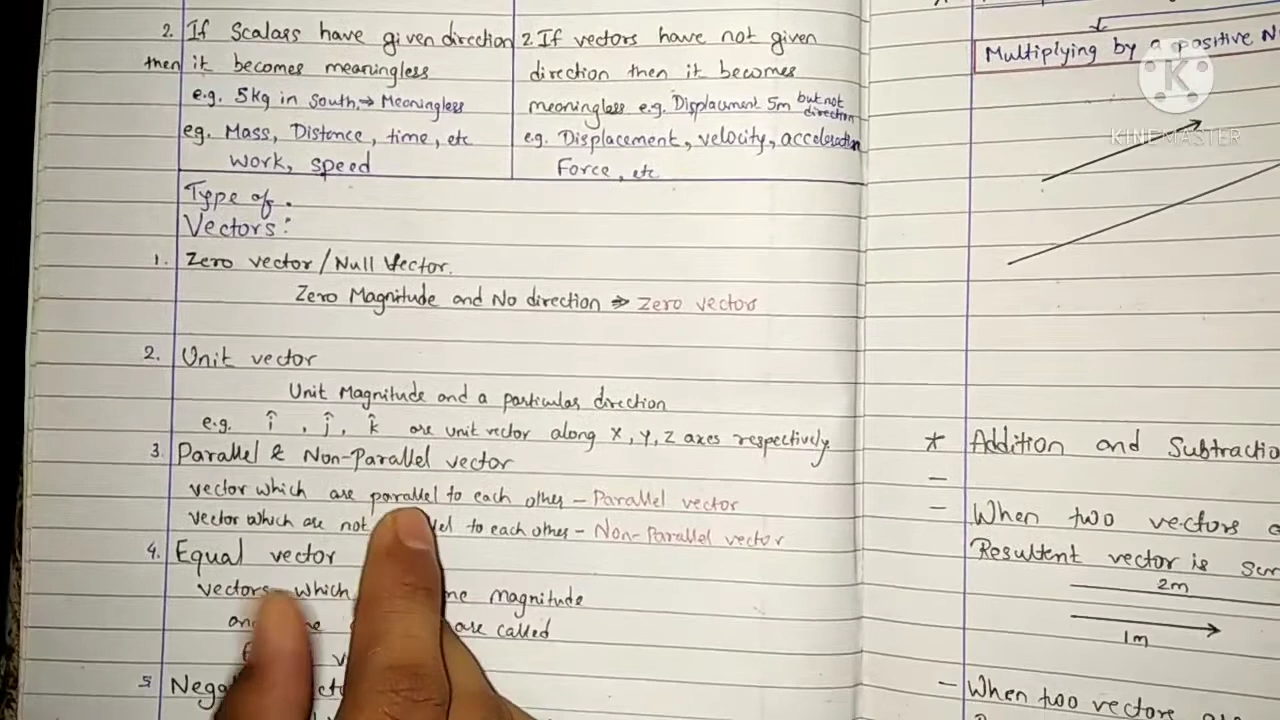 2. If Scalars have given direction
then it becomes meaningless
e.g. 5kg in South → Meaningless
eg. Mass, Distance, time, etc
Work, speed
2 If vectors have not given
direction then it becomes
meaningless e.g. Displacement 5m but not direction
e.g. Displacement, velocity, acceleration
Force, etc
Type of.
Vectors:
1. Zero vector/Null Vector.
Zero Magnitude and No direction ⇒ Zero vector
2. Unit vector
Unit Magnitude and a particular direction
e.g. î, ĵ, k̂ are unit vector along X, Y, Z axes respectively
3. Parallel & Non-Parallel vector
vector which are parallel to each other – Parallel vector
vector which are not to each other – Non-Parallel vector
4. Equal vector
vectors which magnitude
are called
5
Multiplying by a positive
KINEMASTER
K
* Addition and
–
– When two vectors
Resultent vector is
2m
1m
– When two vectors